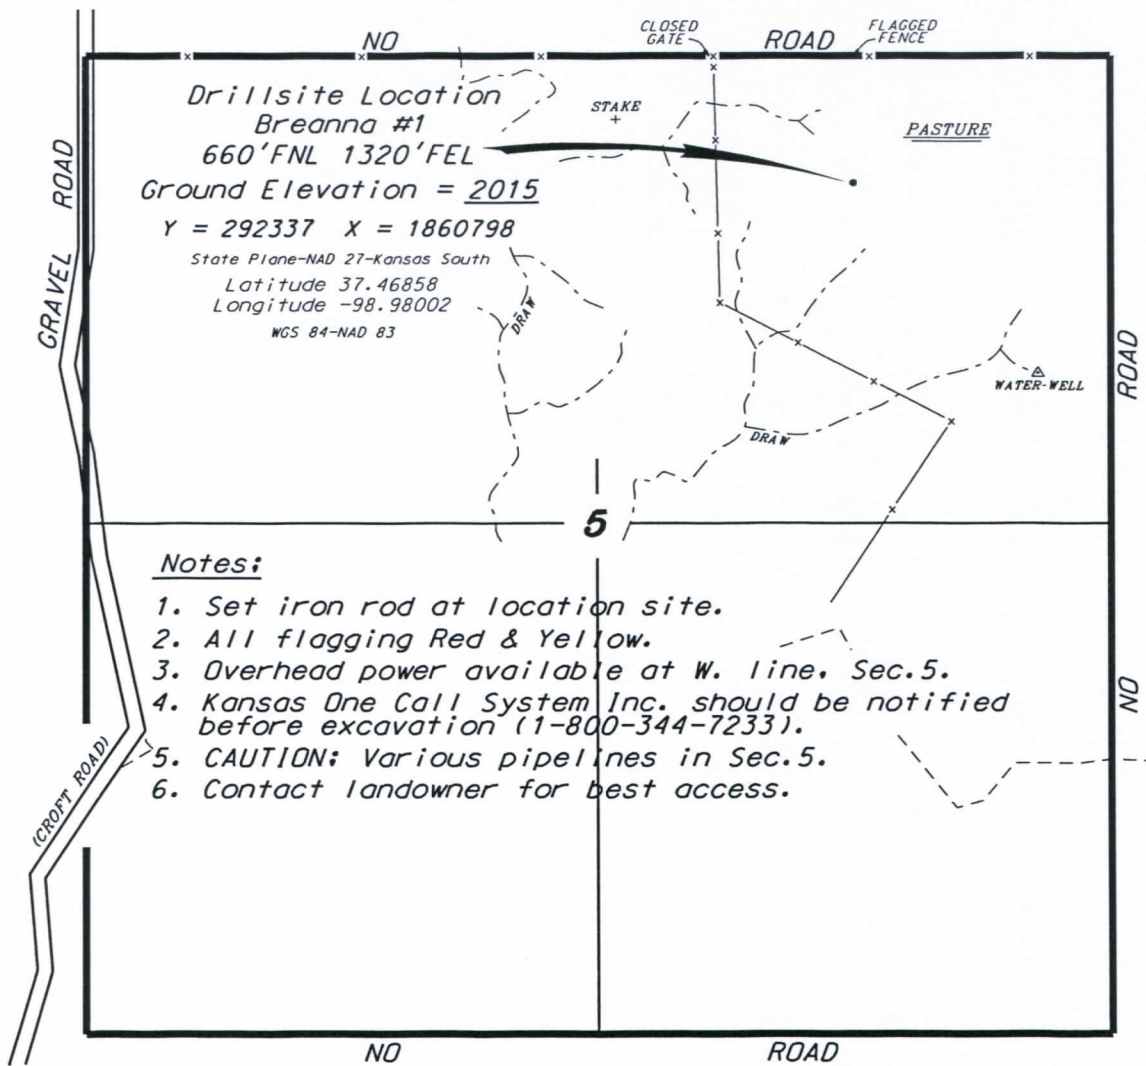 NO ROAD
CLOSED
GATE
FLAGGED
FENCE
Drillsite Location
Breanna #1
660'FNL 1320'FEL
Ground Elevation = 2015
Y = 292337 X = 1860798
State Plane-NAD 27-Kansas South
Latitude 37.46858
Longitude -98.98002
WGS 84-NAD 83
STAKE
PASTURE
GRAVEL ROAD
DRAW
DRAW
WATER-WELL
NO ROAD
5
Notes:
1. Set iron rod at location site.
2. All flagging Red & Yellow.
3. Overhead power available at W. line, Sec.5.
4. Kansas One Call System Inc. should be notified
before excavation (1-800-344-7233).
5. CAUTION: Various pipelines in Sec.5.
6. Contact landowner for best access.
(CROFT ROAD)
NO ROAD